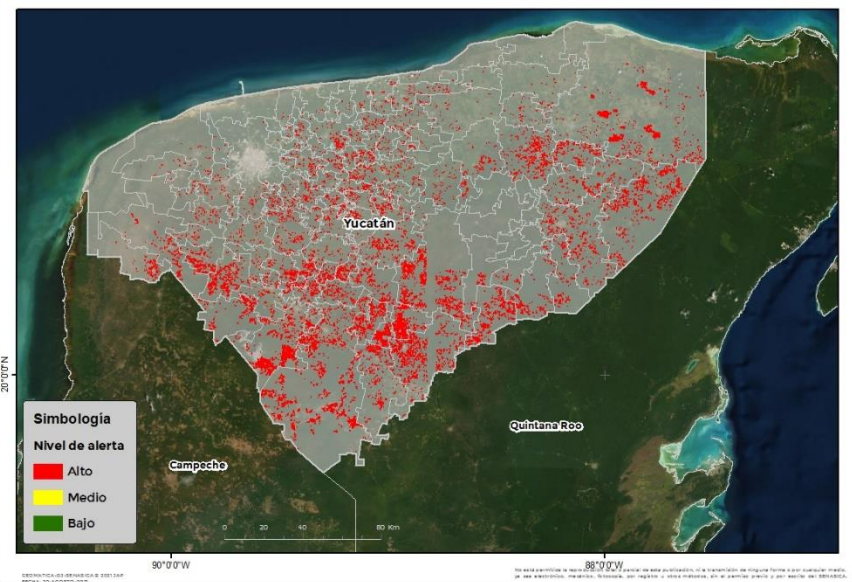 Yucatán
20°0'0"N
Simbología
Nivel de alerta
Alto
Medio
Bajo
Campeche
Quintana Roo
0 20 40 80 Km
90°0'0"W
88°0'0"W